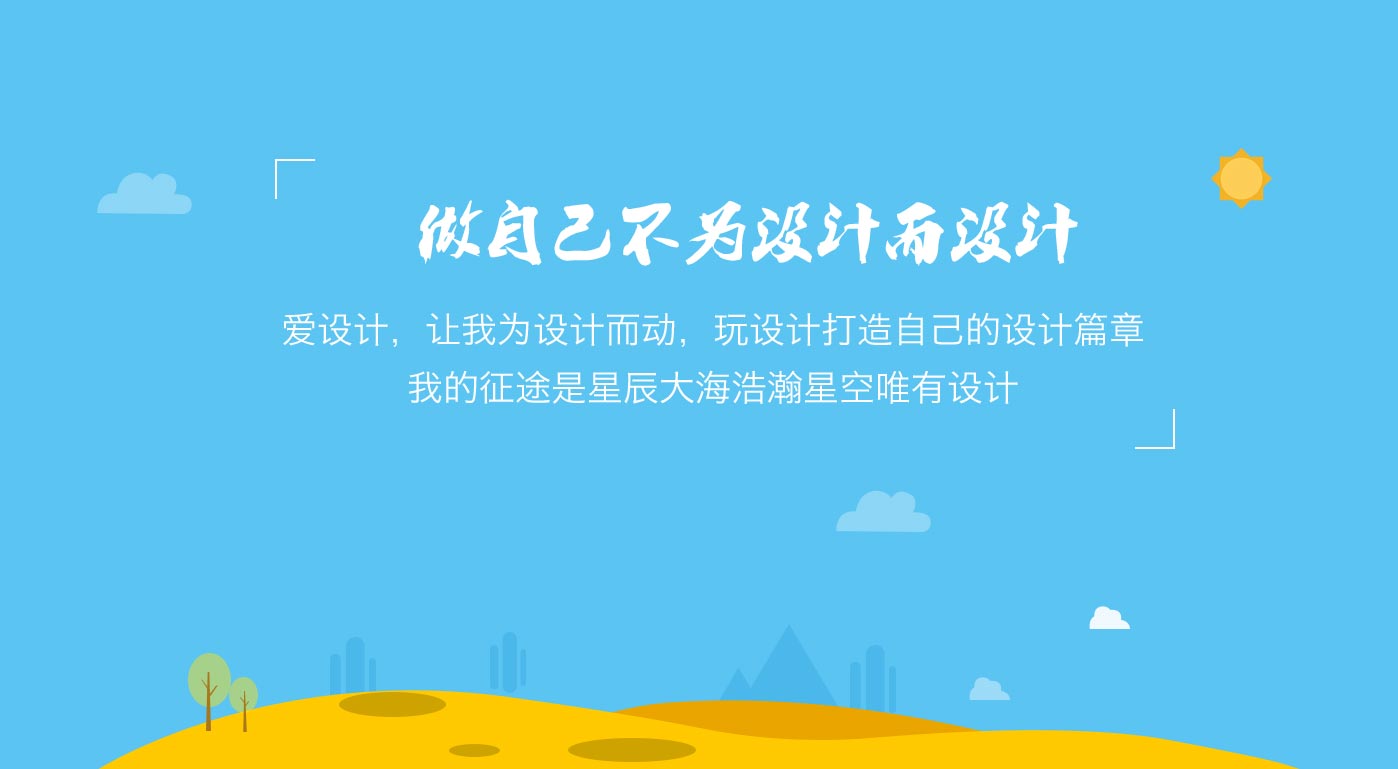 做自己不为设计而设计
爱设计，让我为设计而动，玩设计打造自己的设计篇章
我的征途是星辰大海浩瀚星空唯有设计